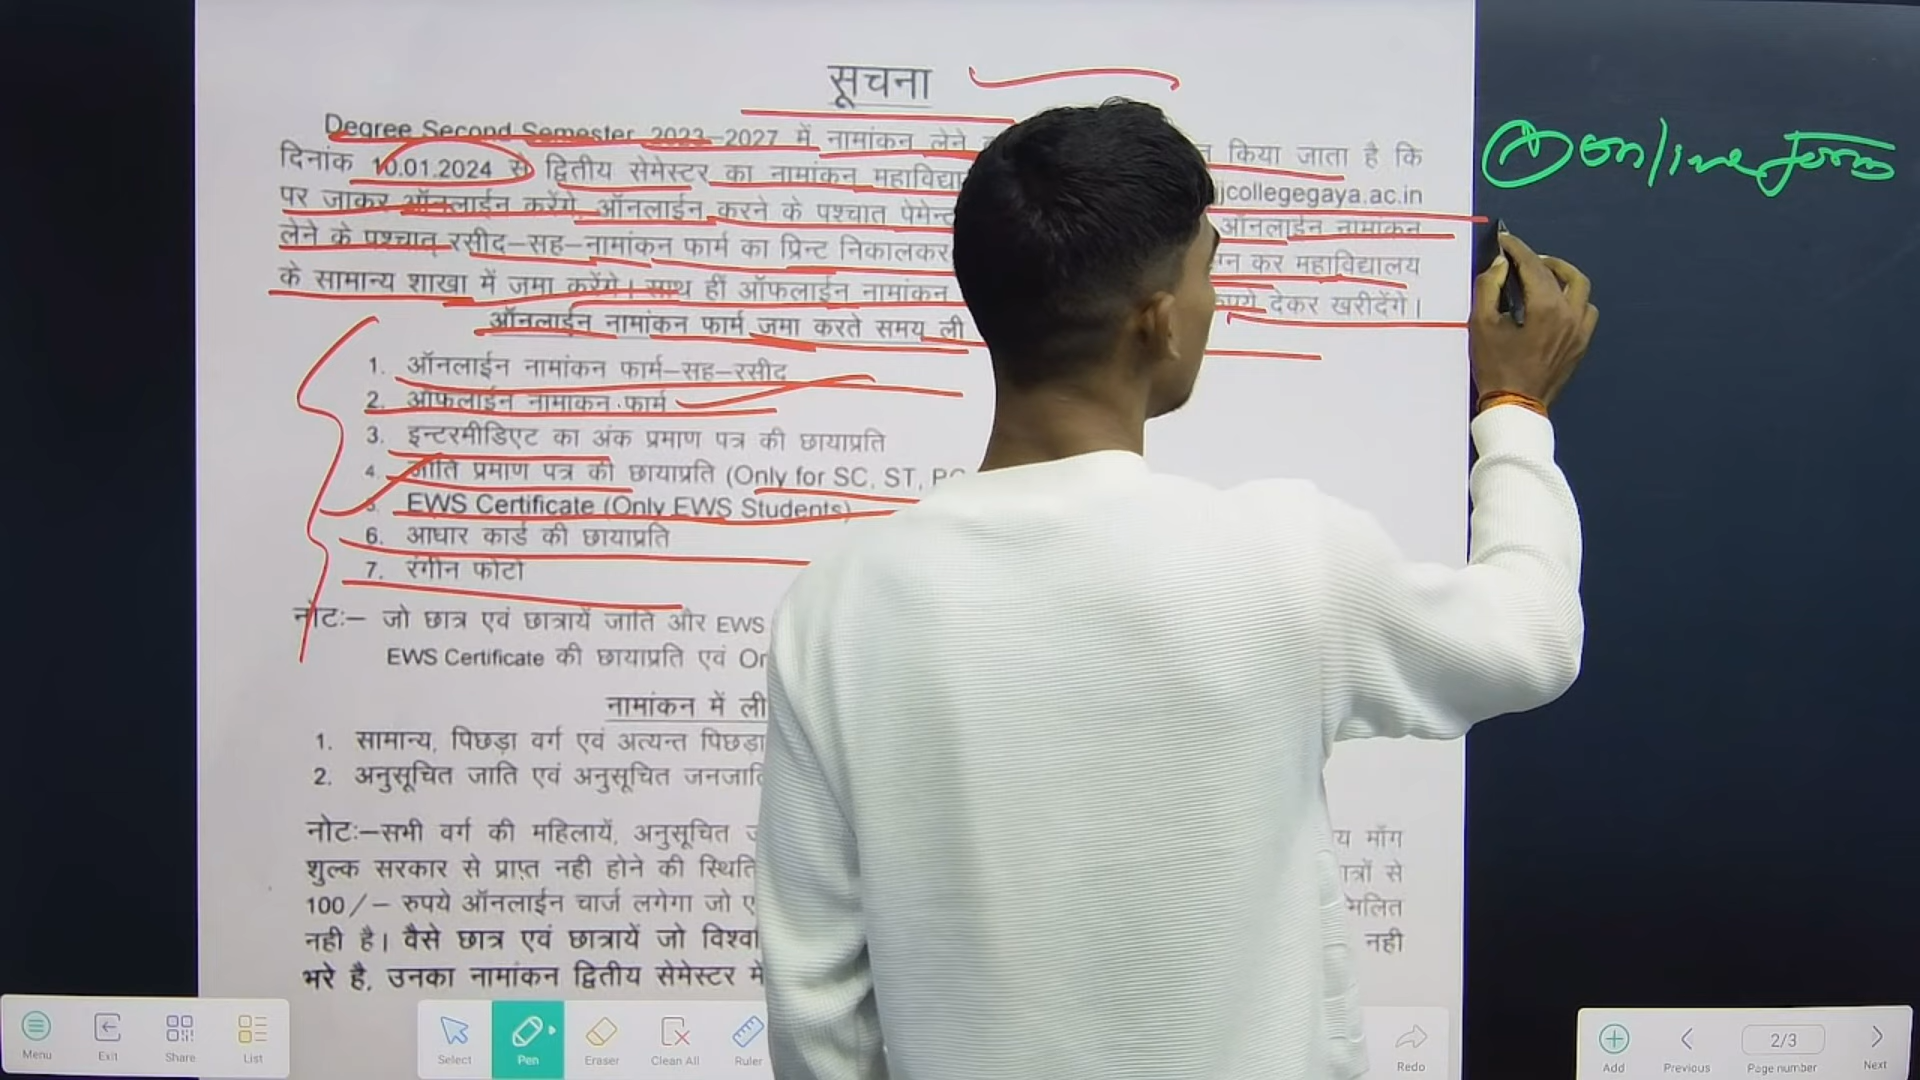 सूचना
Degree Second Semester 2023–2027 में नामांकन लेने किया जाता है कि
दिनांक 10.01.2024 से द्वितीय सेमेस्टर का नामांकन jcollegegaya.ac.in
पर जाकर ऑनलाईन करेंगे, ऑनलाईन करने के पश्चात पेमेन्ट ऑनलाईन नामांकन
लेने के पश्चात् रसीद–सह–नामांकन फार्म का प्रिन्ट निकालकर कर महाविद्यालय
के सामान्य शाखा में जमा करेंगे। साथ हीं ऑफलाईन नामांकन रुपये देकर खरीदेंगे।
ऑनलाईन नामांकन फार्म जमा करते समय ली
1. ऑनलाईन नामांकन फार्म–सह–रसीद
2. ऑफलाईन नामांकन फार्म
3. इन्टरमीडिएट का अंक प्रमाण पत्र की छायाप्रति
4. जाति प्रमाण पत्र की छायाप्रति (Only for SC, ST,
5. EWS Certificate (Only EWS Students)
6. आधार कार्ड की छायाप्रति
7. रंगीन फोटो
नोटः– जो छात्र एवं छात्रायें जाति और EWS
EWS Certificate की छायाप्रति एवं
नामांकन में ली
1. सामान्य, पिछड़ा वर्ग एवं अत्यन्त पिछड़ा
2. अनुसूचित जाति एवं अनुसूचित
नोटः–सभी वर्ग की महिलायें, अनुसूचित माँग
शुल्क सरकार से प्राप्त नही होने की से
100/– रुपये ऑनलाईन चार्ज लगेगा जो
नही है। वैसे छात्र एवं छात्रायें जो नही
भरे है, उनका नामांकन द्वितीय सेमेस्टर में
① Online form
Menu Exit Share List Select Pen Eraser Clean All Ruler Redo Add Previous 2/3 Page number Next